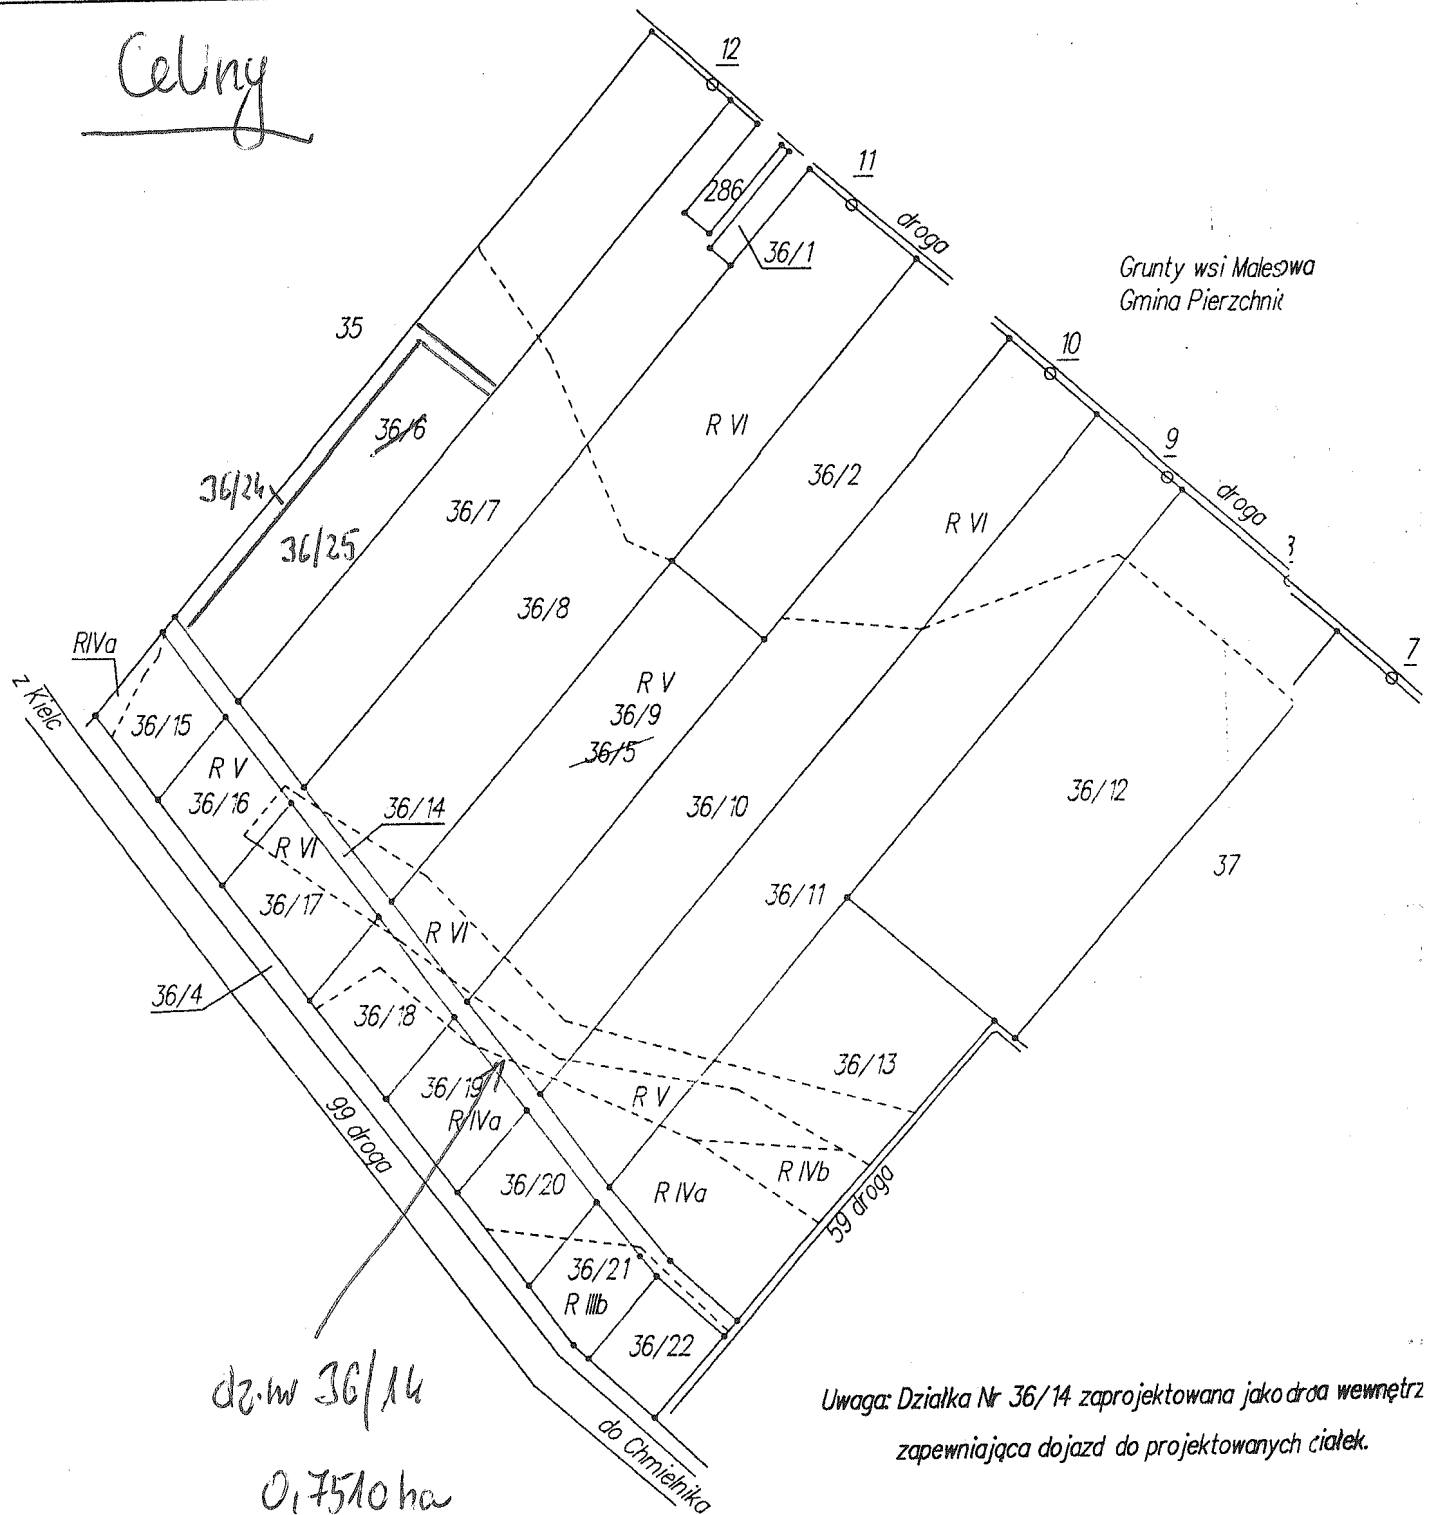 Celiny
12
11
286
droga
36/1
Grunty wsi Malesowa
Gmina Pierzchni
35
10
36/6
R VI
9
36/24
36/2
droga
36/7
R VI
36/25
36/8
RIVa
7
z Kielc
R V
36/15
36/9
36/5
R V
36/16
36/10
36/12
36/14
R VI
37
36/17
36/11
R VI
36/4
36/18
36/13
36/19
R V
R IVa
99 droga
36/20
R IVa
R IVb
59 droga
36/21
R IIIb
36/22
dz. nr 36/14
0,7510 ha
do Chmielnika
Uwaga: Działka Nr 36/14 zaprojektowana jako droa wewnętrz
zapewniająca dojazd do projektowanych ciałek.